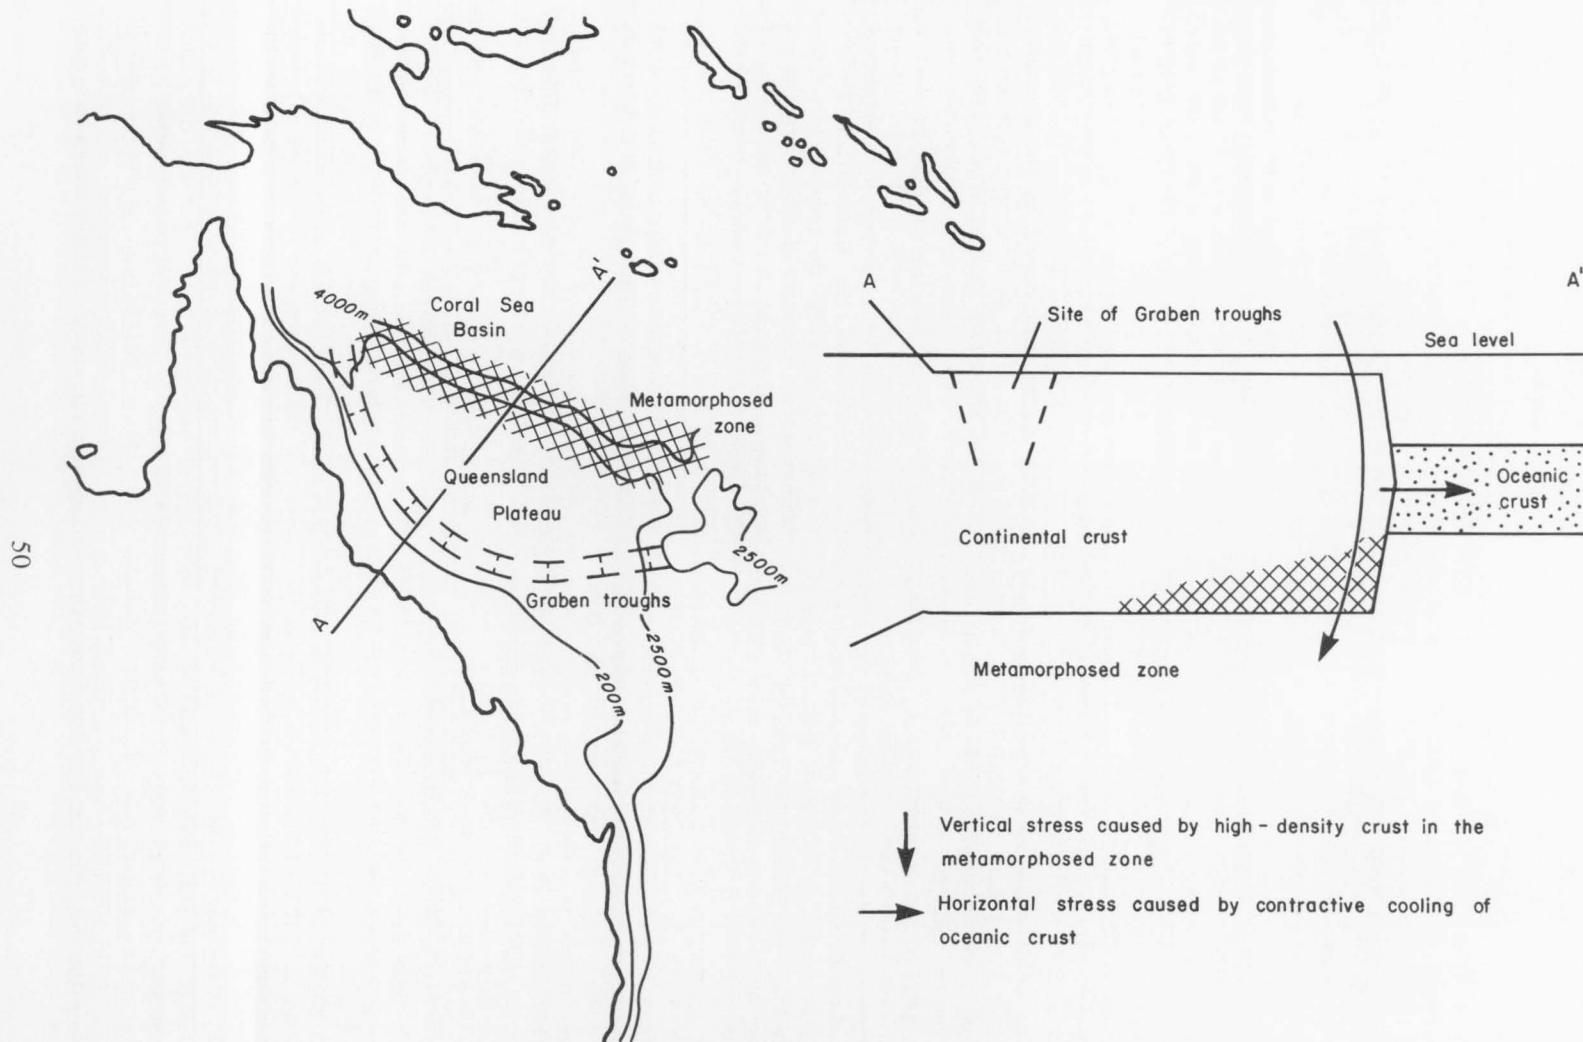 4000m
Coral Sea
Basin
A'
Metamorphosed
zone
Queensland
Plateau
2500m
Graben troughs
A
2500m
200m
50
A
A'
Site of Graben troughs
Sea level
Oceanic
crust
Continental crust
Metamorphosed zone
Vertical stress caused by high-density crust in the
metamorphosed zone
Horizontal stress caused by contractive cooling of
oceanic crust